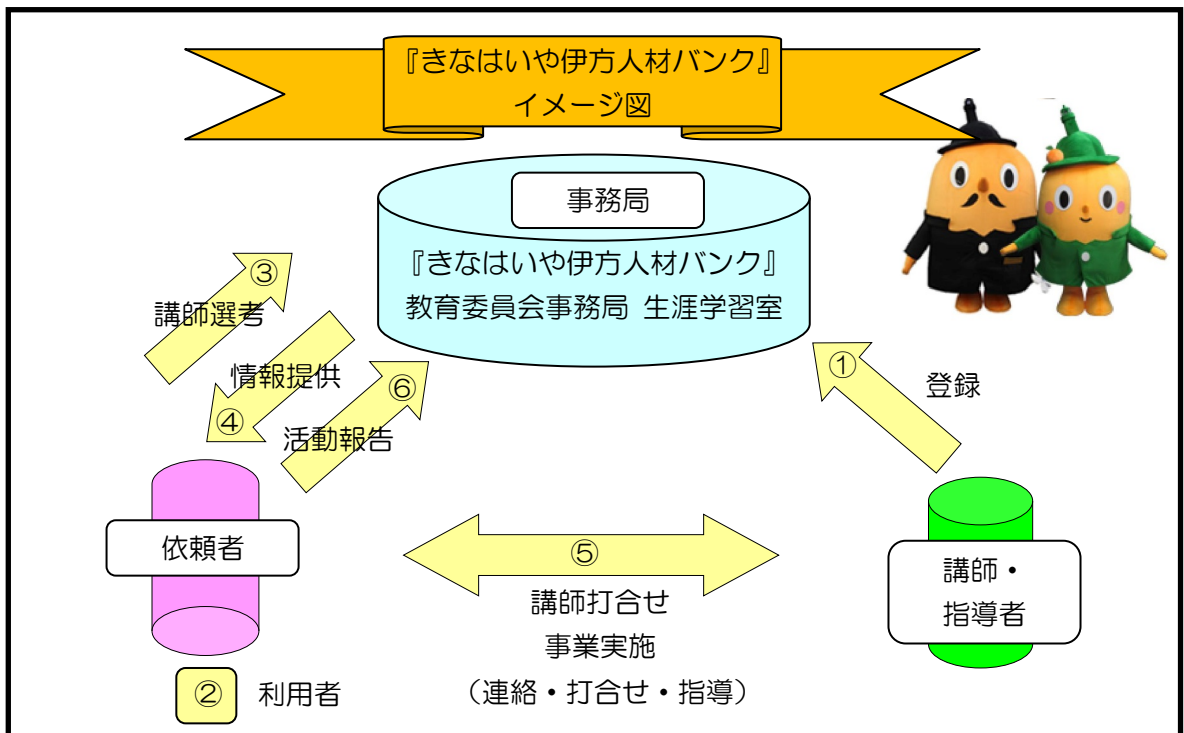 『きなはいや伊方人材バンク』
イメージ図
事務局
『きなはいや伊方人材バンク』
教育委員会事務局 生涯学習室
③
講師選考
情報提供
④
⑥
活動報告
①
登録
依頼者
⑤
講師打合せ
事業実施
（連絡・打合せ・指導）
講師・
指導者
② 利用者